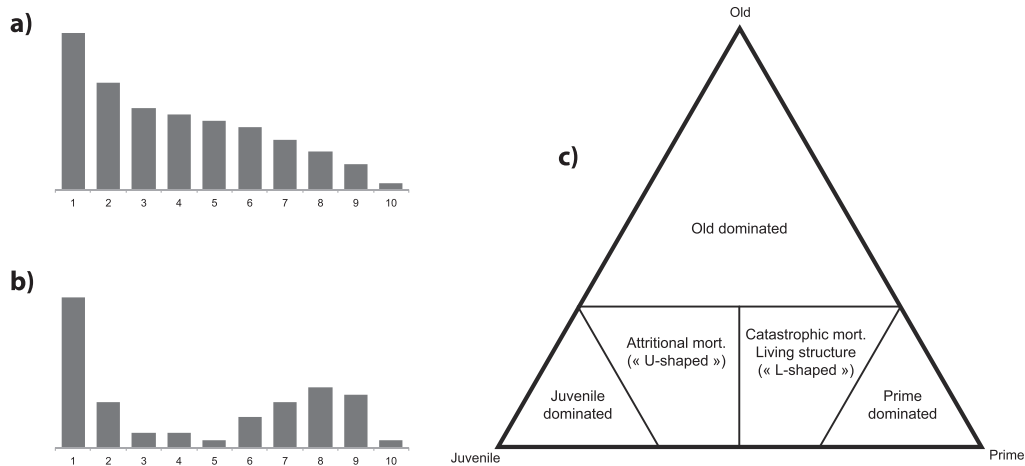 a)
1 2 3 4 5 6 7 8 9 10
b)
1 2 3 4 5 6 7 8 9 10
c)
Old
Old dominated
Attritional mort.
(« U-shaped »)
Catastrophic mort.
Living structure
(« L-shaped »)
Juvenile
dominated
Prime
dominated
Juvenile
Prime